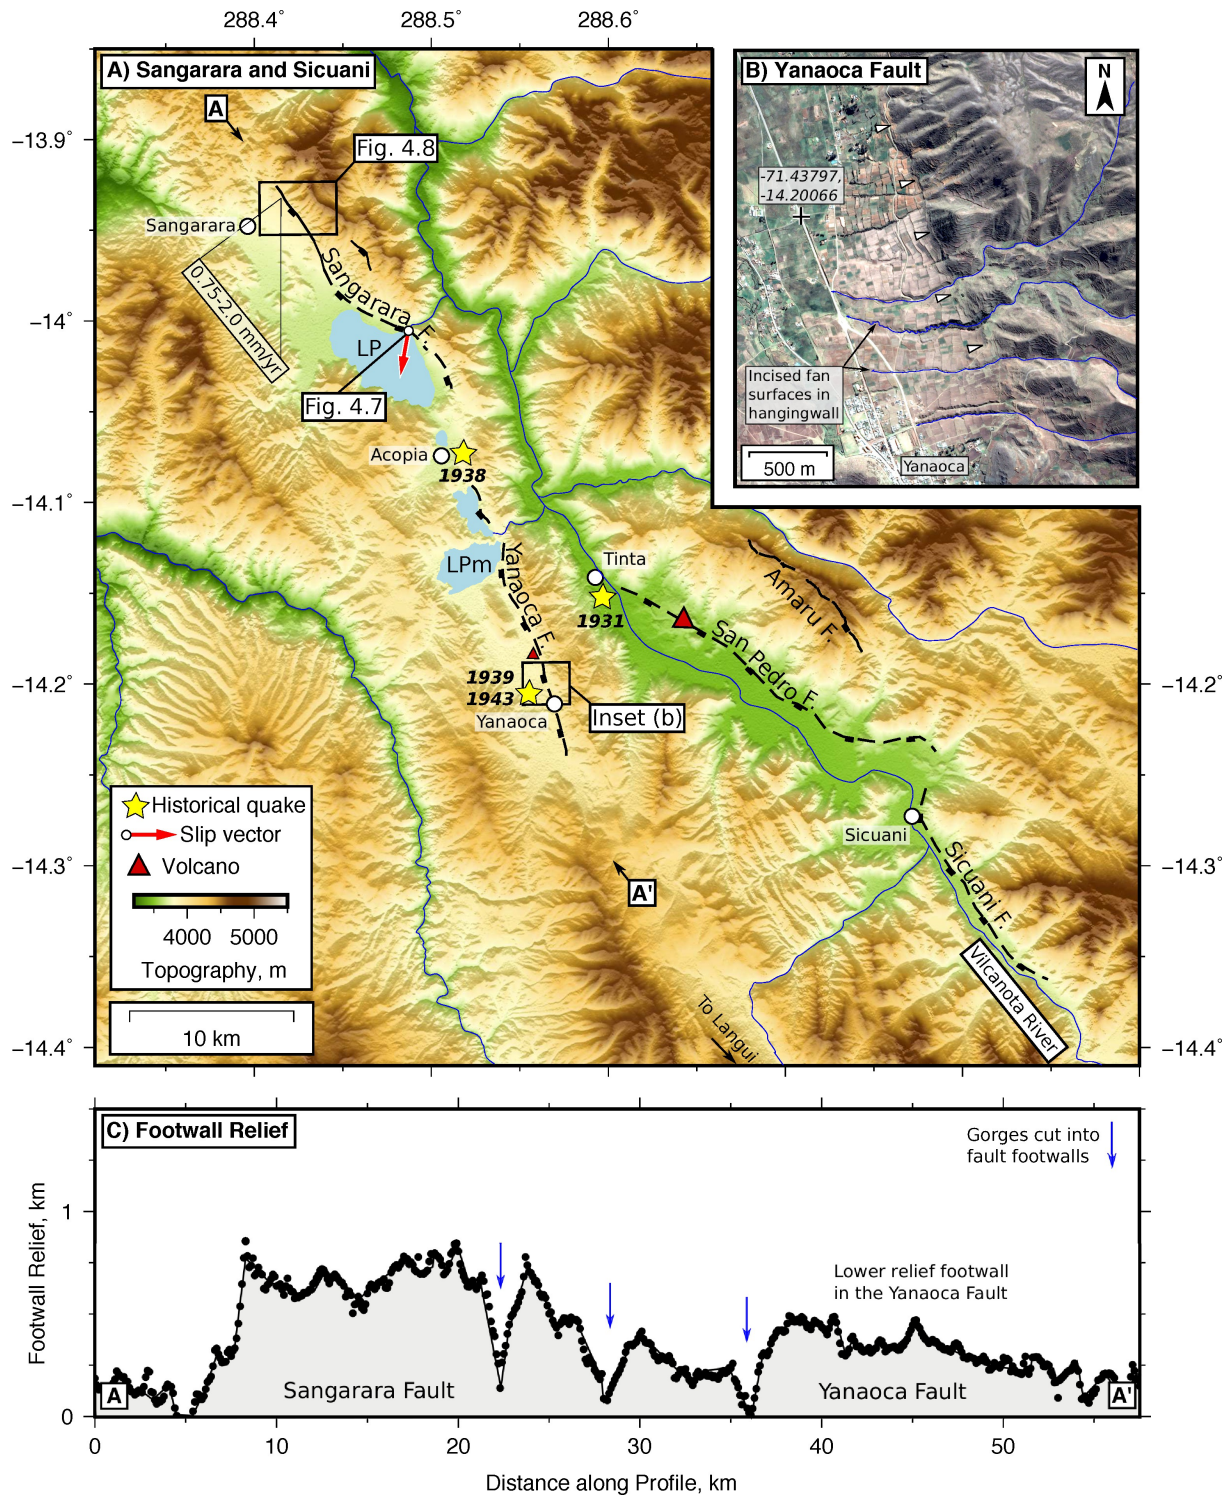 288.4˚ 288.5˚ 288.6˚
A) Sangarara and Sicuani
A
−13.9˚
Fig. 4.8
Sangarara
0.75-2.0 mm/yr
Sangarara F.
−14˚
LP
Fig. 4.7
Acopia
1938
−14.1˚
LPm
Yanaoca F.
Tinta
1931
Amaru F.
San Pedro F.
1939
1943
Yanaoca
Inset (b)
−14.2˚
−14.2˚
Sicuani
Sicuani F.
−14.3˚
−14.3˚
A'
Vilcanota River
To Langui
−14.4˚
−14.4˚
Historical quake
Slip vector
Volcano
4000 5000
Topography, m
10 km
B) Yanaoca Fault
N
-71.43797,
-14.20066
Incised fan
surfaces in
hangingwall
500 m
Yanaoca
C) Footwall Relief
Gorges cut into
fault footwalls
Footwall Relief, km
1
0
Lower relief footwall
in the Yanaoca Fault
Sangarara Fault
Yanaoca Fault
A
A'
0 10 20 30 40 50
Distance along Profile, km